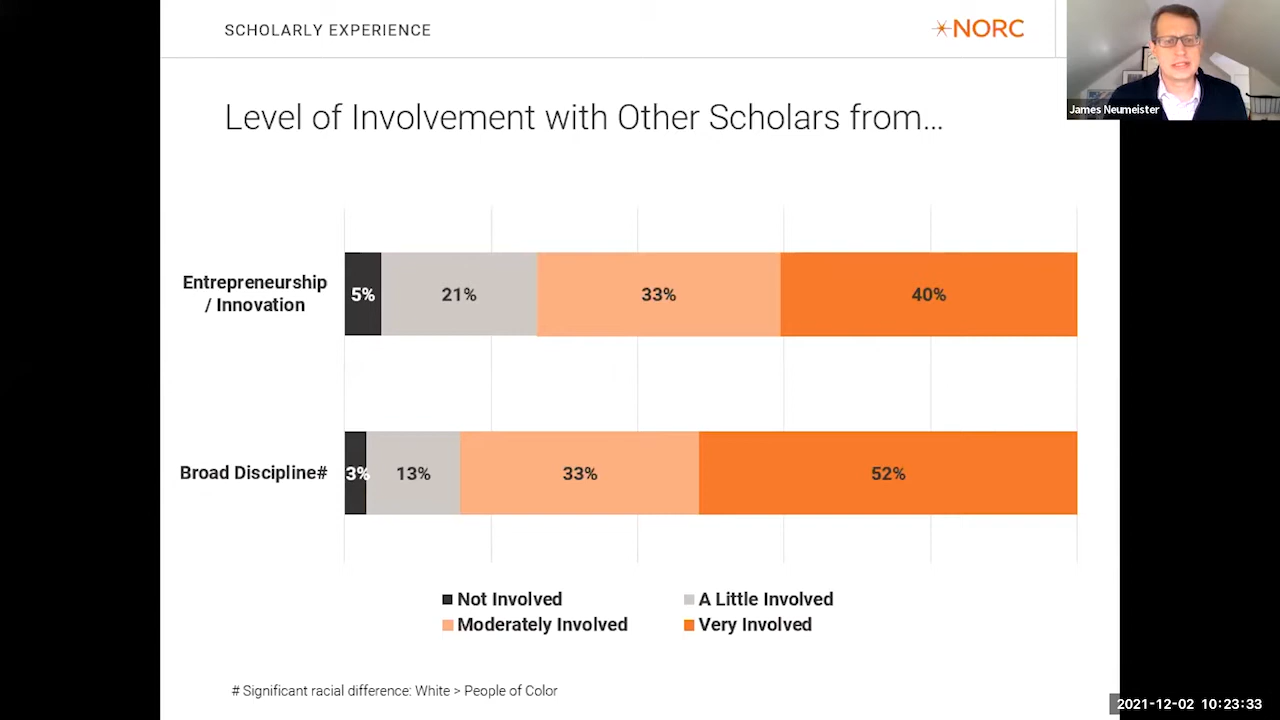 SCHOLARLY EXPERIENCE
NORC
James Neumeister
Level of Involvement with Other Scholars from...
Entrepreneurship
/ Innovation
5%
21%
33%
40%
Broad Discipline#
3%
13%
33%
52%
Not Involved
A Little Involved
Moderately Involved
Very Involved
# Significant racial difference: White > People of Color
2021-12-02 10:23:33